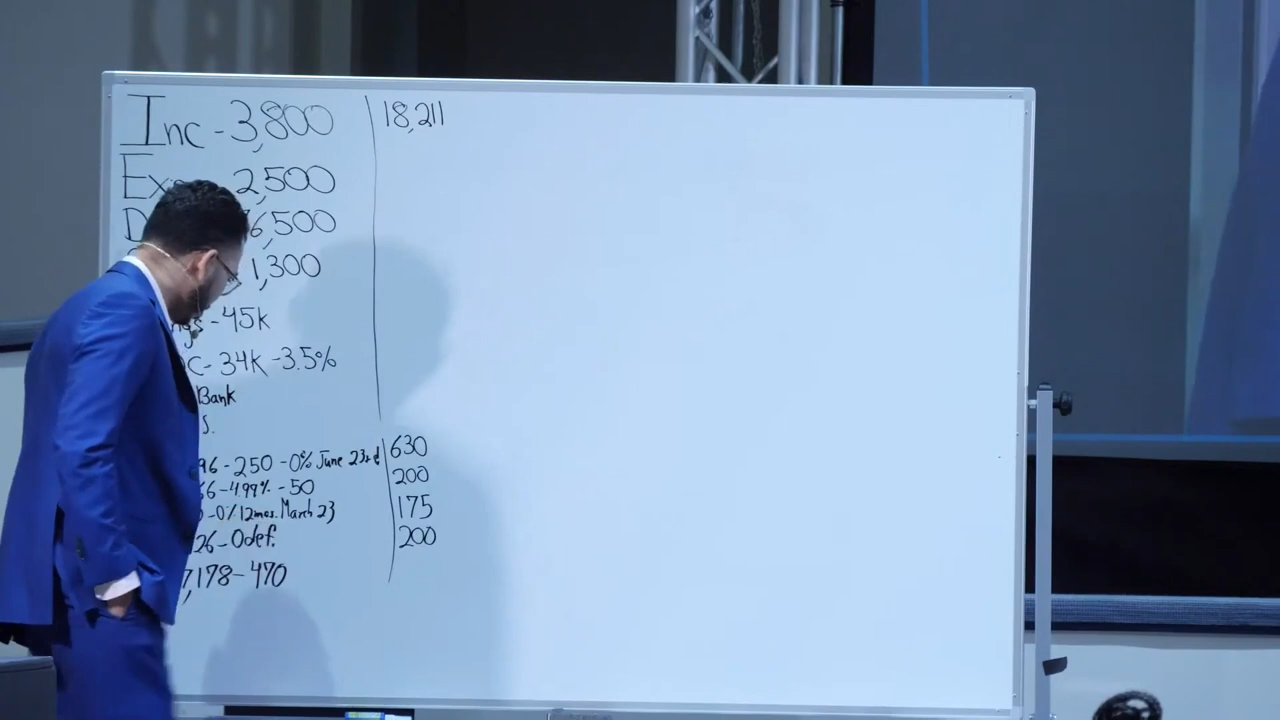 Inc - 3,800
18,211
2,500
6,500
1,300
- 45k
C - 34K - 3.5%
Bank
S.
96 - 250 - 0% June 23rd
630
66 - 4.99% - 50
200
- 0% 12mos. March 23
175
26 - 0 def.
200
7,178 - 470